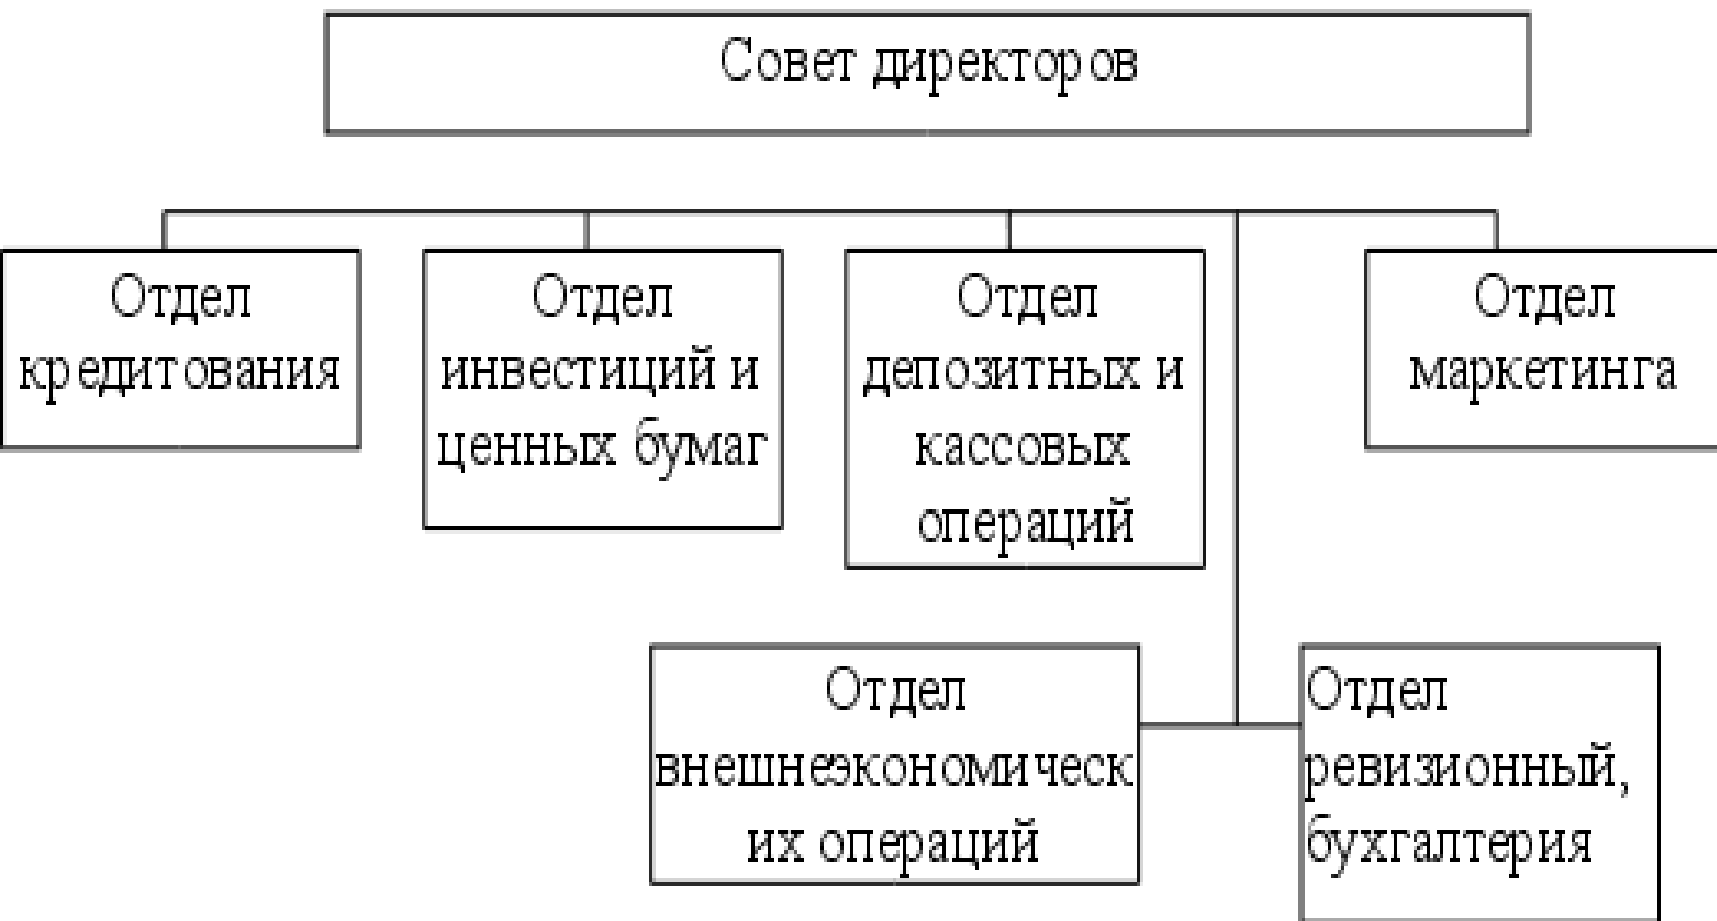 Совет директоров
Отдел
кредитования
Отдел
инвестиций и
ценных бумаг
Отдел
депозитных и
кассовых
операций
Отдел
маркетинга
Отдел
внешнеэкономическ
их операций
Отдел
ревизионный,
бухгалтерия